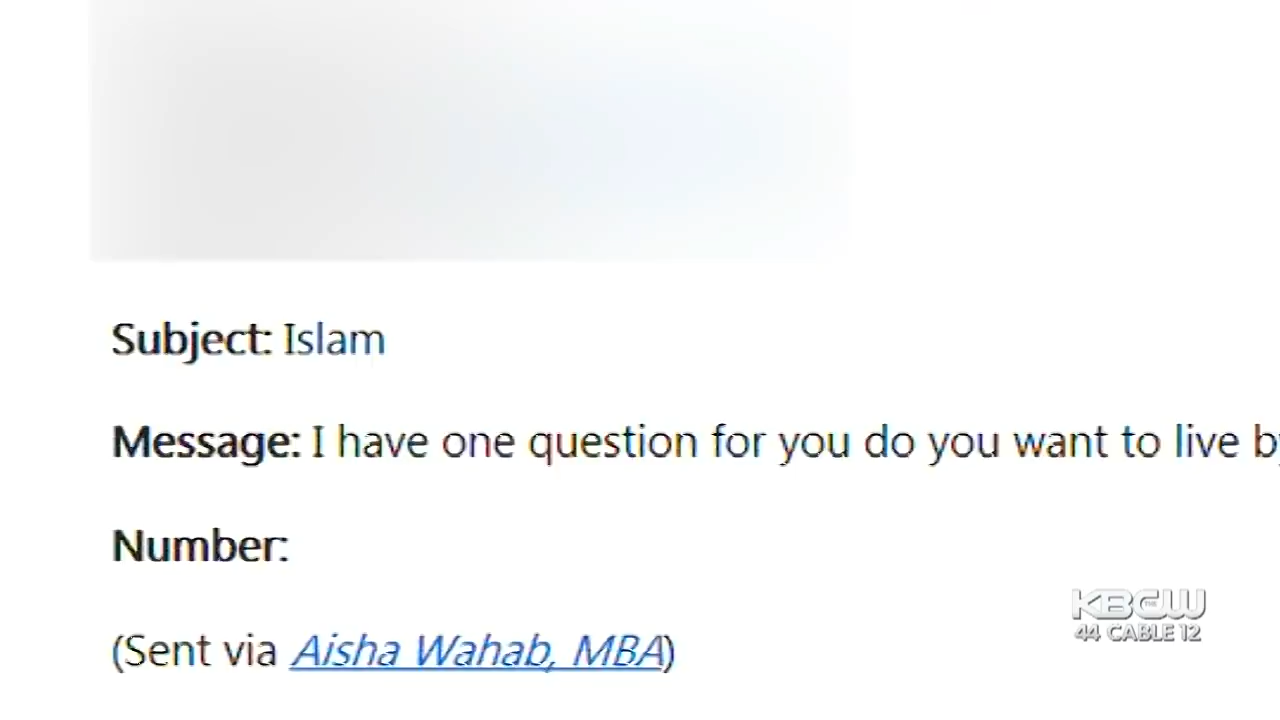 Subject: Islam
Message: I have one question for you do you want to live by
Number:
(Sent via Aisha Wahab, MBA)
KBCW
44 CABLE 12